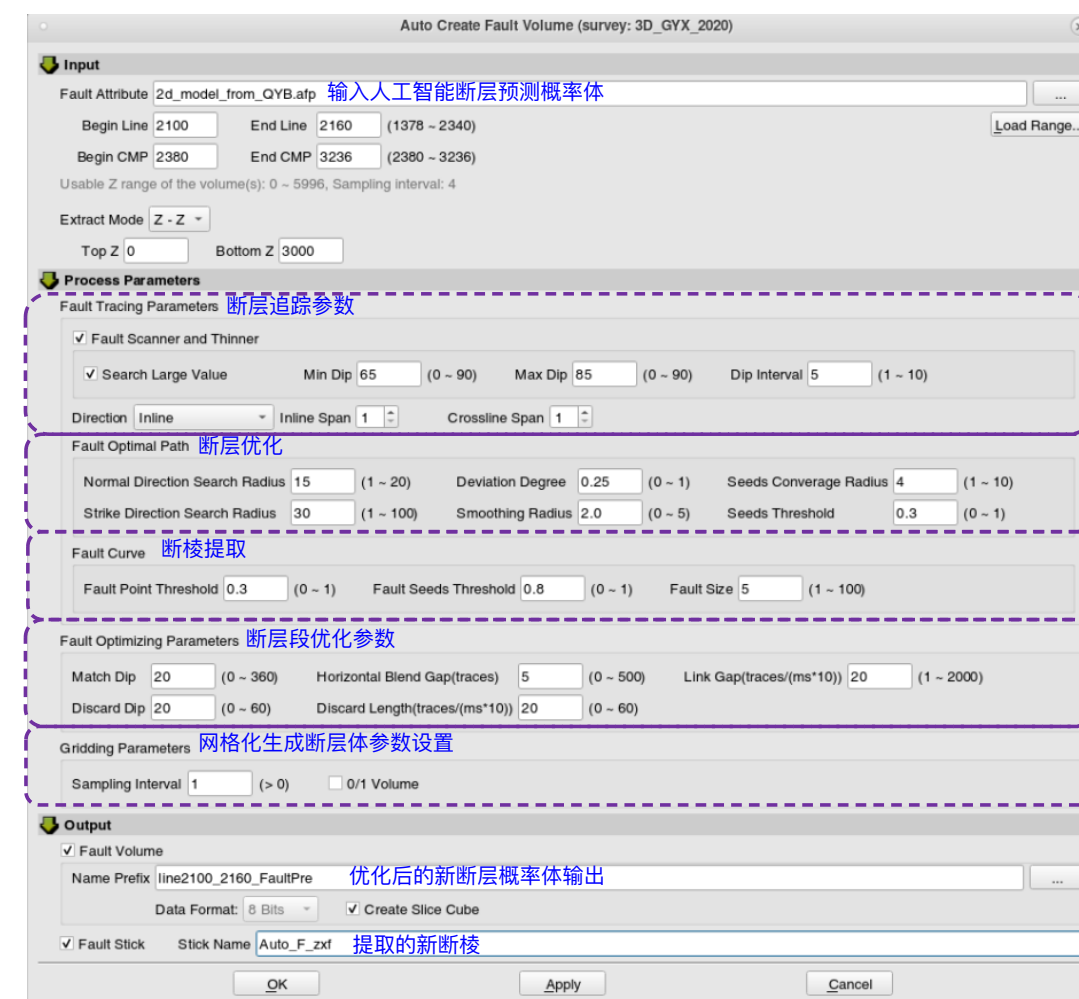 Auto Create Fault Volume (survey: 3D_GYX_2020)
Input
Fault Attribute 2d_model_from_QYB.afp 输入人工智能断层预测概率体 ...
Begin Line 2100 End Line 2160 (1378 ~ 2340) Load Range..
Begin CMP 2380 End CMP 3236 (2380 ~ 3236)
Usable Z range of the volume(s): 0 ~ 5996, Sampling interval: 4
Extract Mode Z - Z
Top Z 0 Bottom Z 3000
Process Parameters
Fault Tracing Parameters 断层追踪参数
Fault Scanner and Thinner
Search Large Value Min Dip 65 (0 ~ 90) Max Dip 85 (0 ~ 90) Dip Interval 5 (1 ~ 10)
Direction Inline Inline Span 1 Crossline Span 1
Fault Optimal Path 断层优化
Normal Direction Search Radius 15 (1 ~ 20) Deviation Degree 0.25 (0 ~ 1) Seeds Converage Radius 4 (1 ~ 10)
Strike Direction Search Radius 30 (1 ~ 100) Smoothing Radius 2.0 (0 ~ 5) Seeds Threshold 0.3 (0 ~ 1)
Fault Curve 断棱提取
Fault Point Threshold 0.3 (0 ~ 1) Fault Seeds Threshold 0.8 (0 ~ 1) Fault Size 5 (1 ~ 100)
Fault Optimizing Parameters 断层段优化参数
Match Dip 20 (0 ~ 360) Horizontal Blend Gap(traces) 5 (0 ~ 500) Link Gap(traces/(ms*10)) 20 (1 ~ 2000)
Discard Dip 20 (0 ~ 60) Discard Length(traces/(ms*10)) 20 (0 ~ 60)
Gridding Parameters 网格化生成断层体参数设置
Sampling Interval 1 (> 0) 0/1 Volume
Output
Fault Volume
Name Prefix line2100_2160_FaultPre 优化后的新断层概率体输出 ...
Data Format: 8 Bits Create Slice Cube
Fault Stick Stick Name Auto_F_zxf 提取的新断棱
OK Apply Cancel